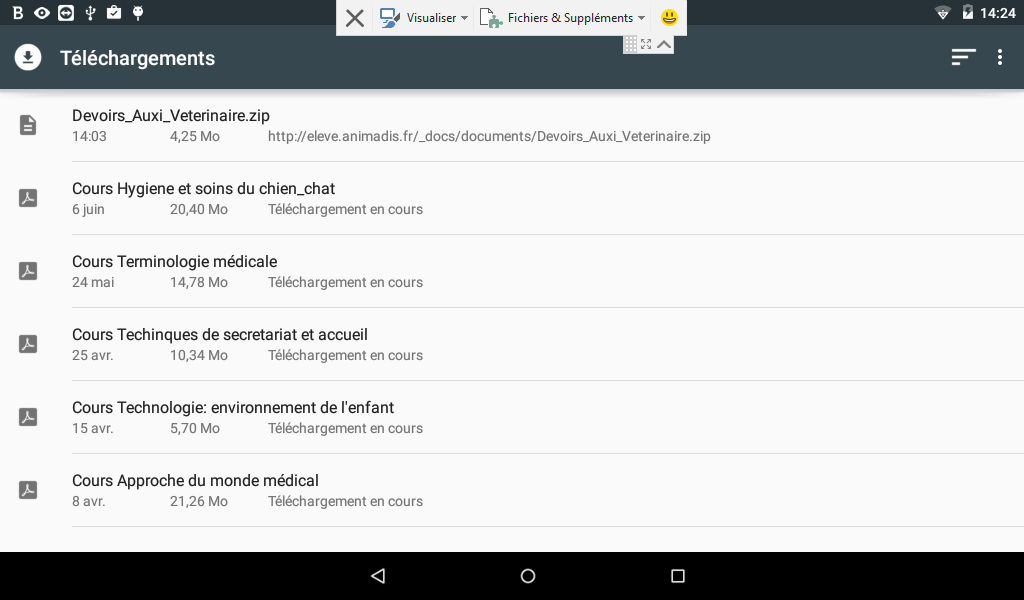 Visualiser Fichiers & Suppléments 14:24
Téléchargements
Devoirs_Auxi_Veterinaire.zip
14:03 4,25 Mo http://eleve.animadis.fr/_docs/documents/Devoirs_Auxi_Veterinaire.zip
Cours Hygiene et soins du chien_chat
6 juin 20,40 Mo Téléchargement en cours
Cours Terminologie médicale
24 mai 14,78 Mo Téléchargement en cours
Cours Techinques de secretariat et accueil
25 avr. 10,34 Mo Téléchargement en cours
Cours Technologie: environnement de l'enfant
15 avr. 5,70 Mo Téléchargement en cours
Cours Approche du monde médical
8 avr. 21,26 Mo Téléchargement en cours